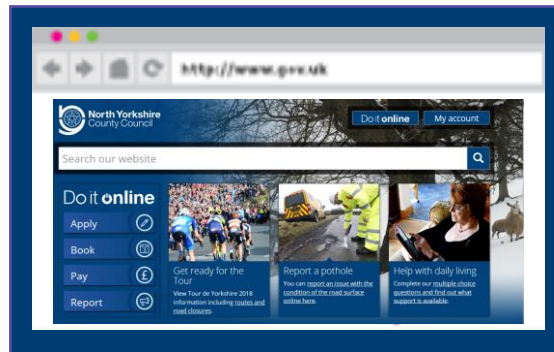 http://www.gov.uk
North Yorkshire
County Council
Do it online
My account
Search our website
Do it online
Apply
Book
Pay
Report
Get ready for the
Tour
View Tour de Yorkshire 2018
information including routes and
road closures.
Report a pothole
You can report an issue with the
condition of the road surface
online here.
Help with daily living
Complete our multiple choice
questions and find out what
support is available.